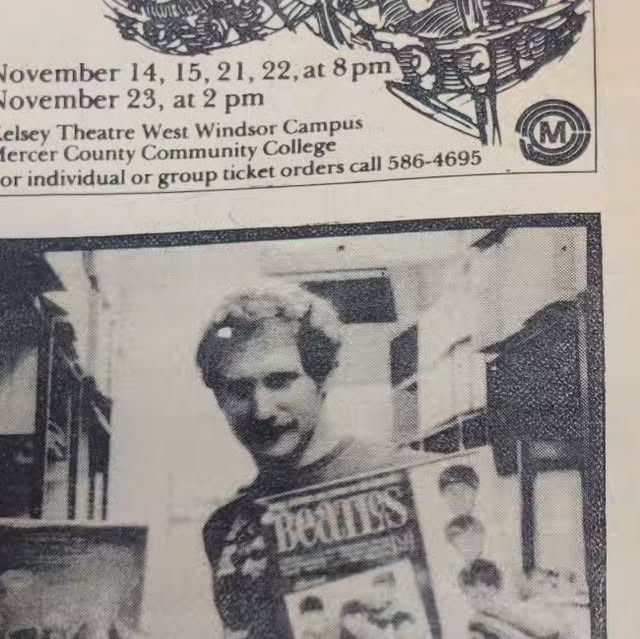 November 14, 15, 21, 22, at 8 pm
November 23, at 2 pm
Kelsey Theatre West Windsor Campus
Mercer County Community College
or individual or group ticket orders call 586-4695
M
Beatles